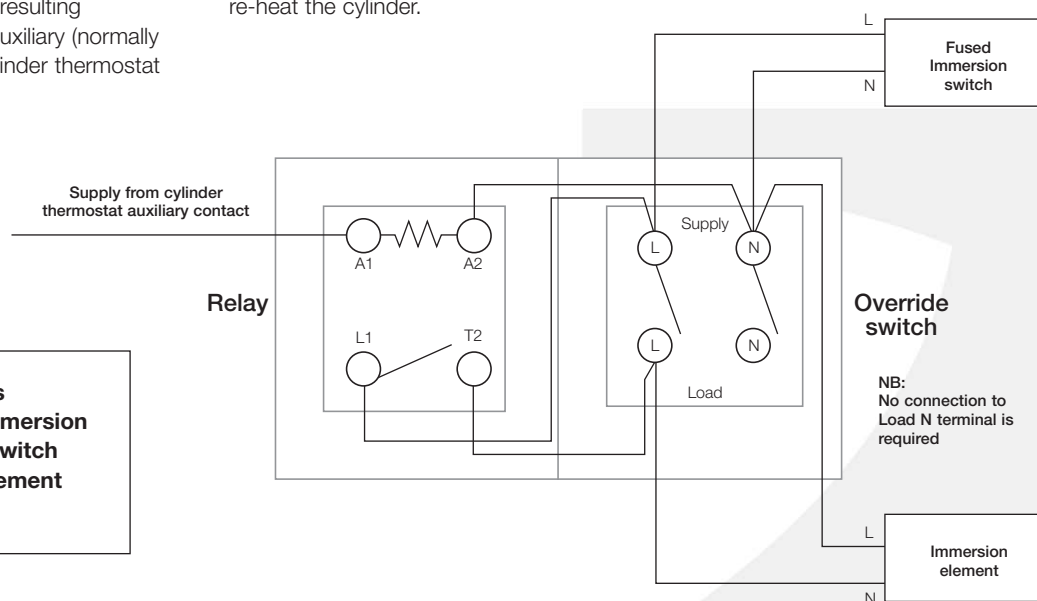 resulting
uxiliary (normally
inder thermostat
re-heat the cylinder.
L
Fused
Immersion
switch
N
Supply from cylinder
thermostat auxiliary contact
Supply
L
N
A1
A2
Relay
Override
switch
L1
T2
L
N
Load
NB:
No connection to
Load N terminal is
required
s
mmersion
witch
ement
L
Immersion
element
N